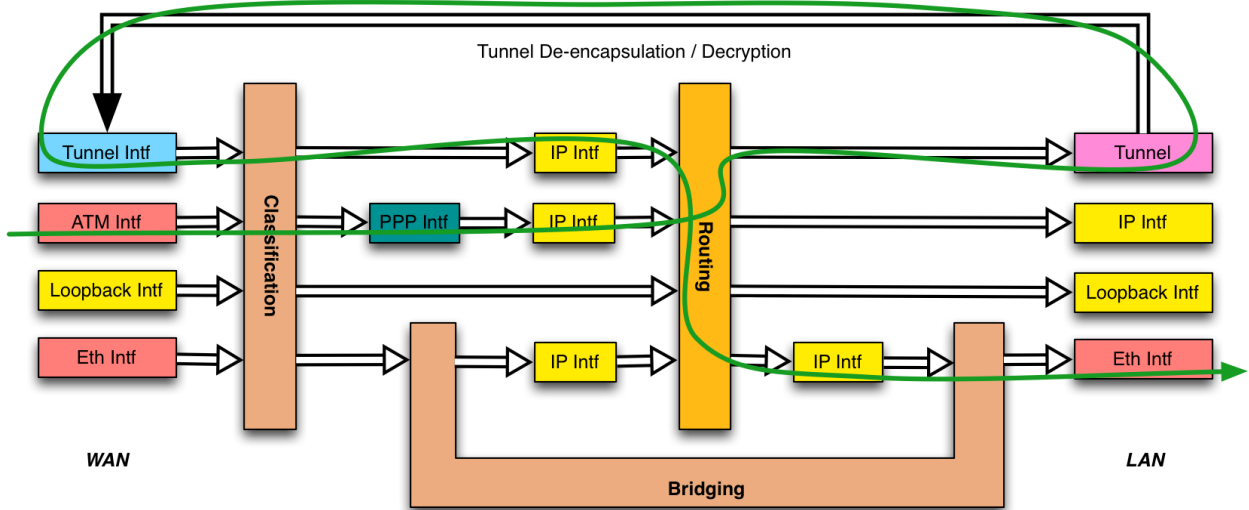 Tunnel De-encapsulation / Decryption
Tunnel Intf
IP Intf
Tunnel
ATM Intf
PPP Intf
IP Intf
IP Intf
Classification
Routing
Loopback Intf
Loopback Intf
Eth Intf
IP Intf
IP Intf
Eth Intf
WAN
LAN
Bridging